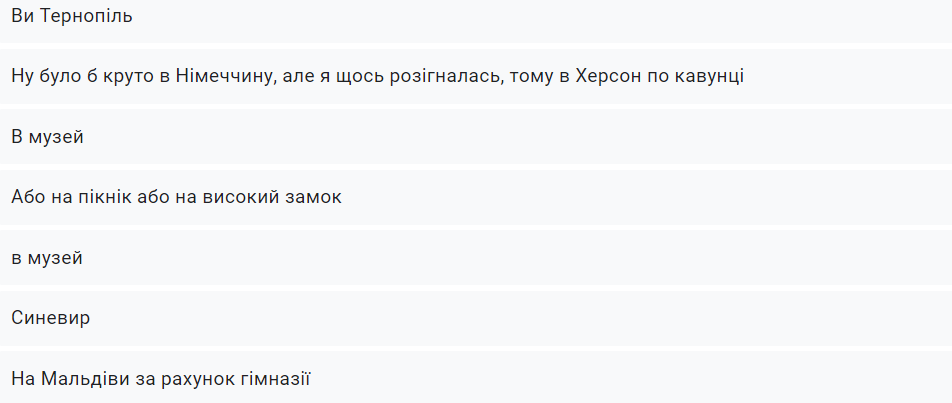 Ви Тернопіль
Ну було б круто в Німеччину, але я щось розігналась, тому в Херсон по кавунці
В музей
Або на пікнік або на високий замок
в музей
Синевир
На Мальдіви за рахунок гімназії